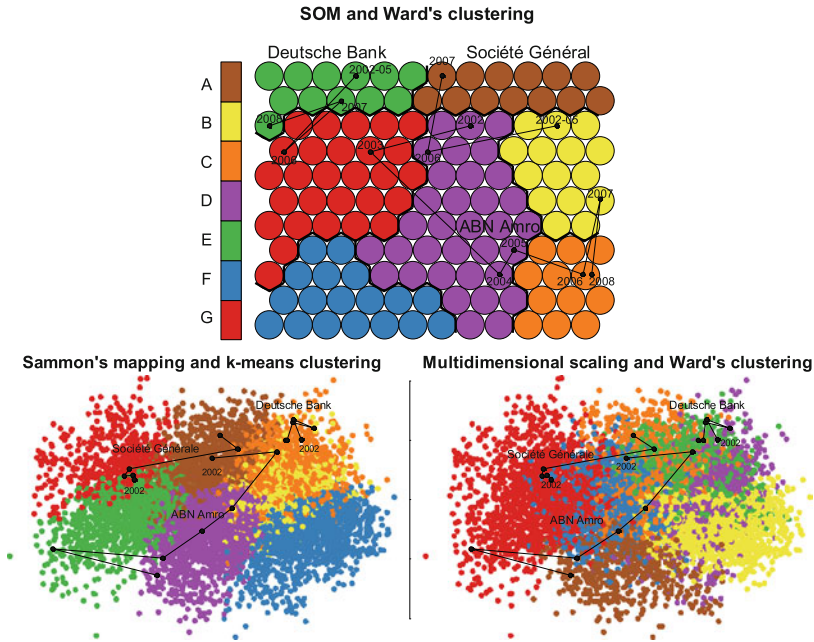 SOM and Ward's clustering
Deutsche Bank
Société Général
2007
2002-05
A
B
C
D
E
F
G
2007
2008
2002
2002-05
2003
2006
2006
2007
ABN Amro
2005
2004
2006
2008
Sammon's mapping and k-means clustering
Multidimensional scaling and Ward's clustering
Deutsche Bank
2002
Société Générale
2002
2002
ABN Amro
Deutsche Bank
2002
Société Générale
2002
2002
ABN Amro